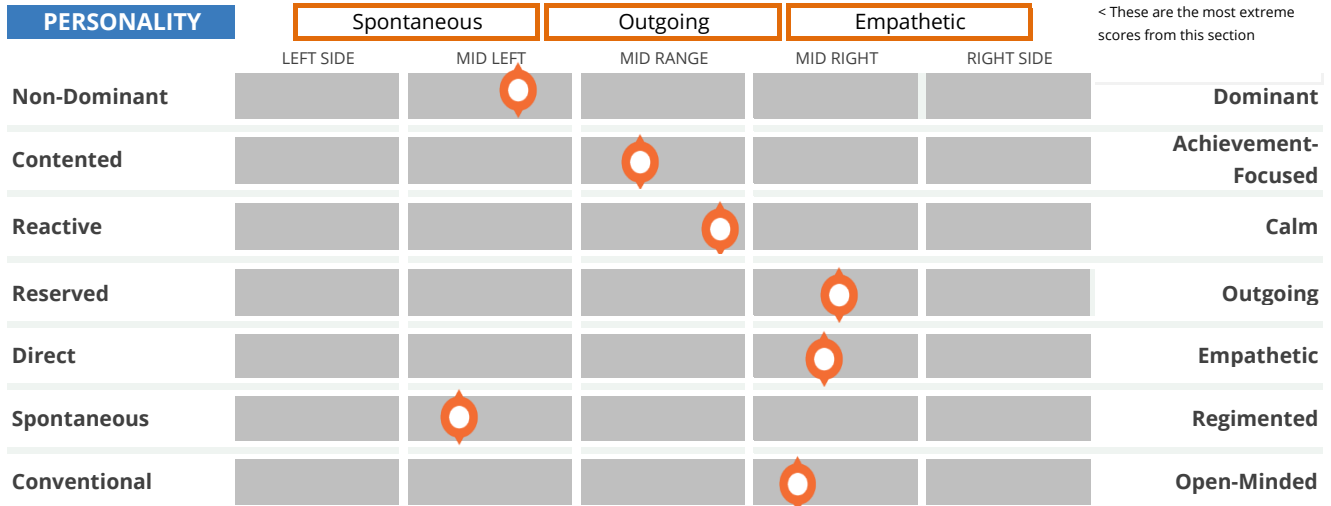 PERSONALITY
Spontaneous
Outgoing
Empathetic
< These are the most extreme
scores from this section
LEFT SIDE
MID LEFT
MID RANGE
MID RIGHT
RIGHT SIDE
Non-Dominant
Dominant
Contented
Achievement-
Focused
Reactive
Calm
Reserved
Outgoing
Direct
Empathetic
Spontaneous
Regimented
Conventional
Open-Minded